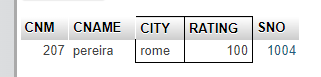 CNM CNAME CITY RATING SNO
207 pereira rome 100 1004